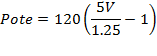 Pote = 120 (5V/1.25 − 1)